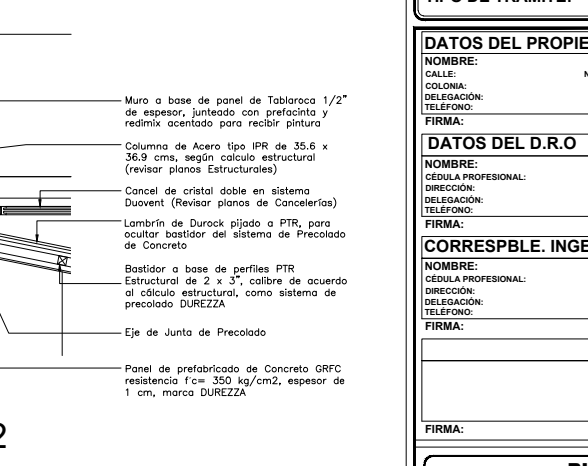 Muro a base de panel de Tablaroca 1/2"
de espesor, junteado con prefacinta y
redimix acentado para recibir pintura
Columna de Acero tipo IPR de 35.6 x
36.9 cms, según calculo estructural
(revisar planos Estructurales)
Cancel de cristal doble en sistema
Duovent (Revisar planos de Cancelerías)
Lambrín de Durock pijado a PTR, para
ocultar bastidor del sistema de Precolado
de Concreto
Bastidor a base de perfiles PTR
Estructural de 2 x 3", calibre de acuerdo
al cálculo estructural, como sistema de
precolado DUREZZA
Eje de Junta de Precolado
Panel de prefabricado de Concreto GRFC
resistencia f'c= 350 kg/cm2, espesor de
1 cm, marca DUREZZA
2
DATOS DEL PROPIE
NOMBRE:
CALLE: N
COLONIA:
DELEGACIÓN:
TELÉFONO:
FIRMA:
DATOS DEL D.R.O
NOMBRE:
CÉDULA PROFESIONAL:
DIRECCIÓN:
DELEGACIÓN:
TELÉFONO:
FIRMA:
CORRESPBLE. INGE
NOMBRE:
CÉDULA PROFESIONAL:
DIRECCIÓN:
DELEGACIÓN:
TELÉFONO:
FIRMA:
FIRMA: